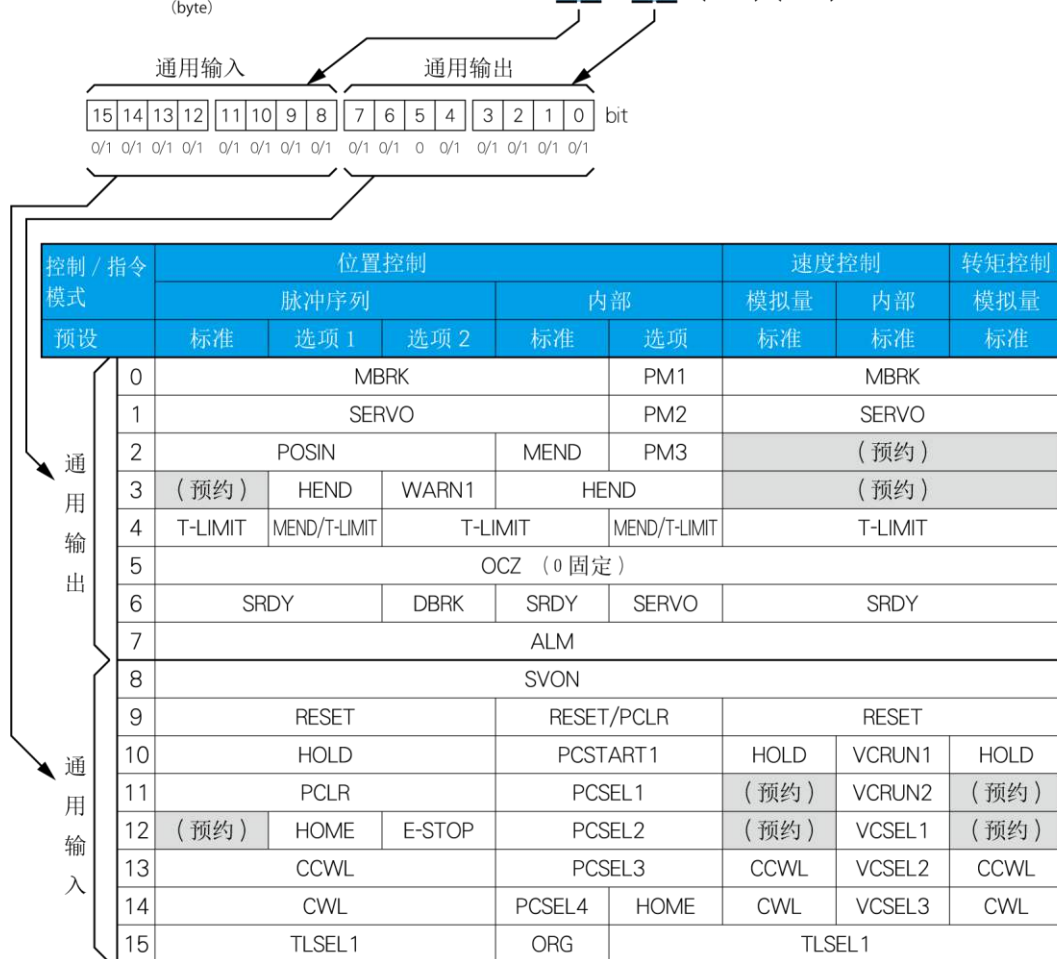 (byte)
通用输入 通用输出
15 14 13 12 11 10 9 8 7 6 5 4 3 2 1 0 bit
0/1 0/1 0/1 0/1 0/1 0/1 0/1 0/1 0/1 0/1 0 0/1 0/1 0/1 0/1 0/1
控制/指令模式 位置控制 速度控制 转矩控制
脉冲序列 内部 模拟量 内部 模拟量
预设 标准 选项1 选项2 标准 选项 标准 标准 标准
通用输出
0 MBRK PM1 MBRK
1 SERVO PM2 SERVO
2 POSIN MEND PM3 (预约)
3 (预约) HEND WARN1 HEND (预约)
4 T-LIMIT MEND/T-LIMIT T-LIMIT MEND/T-LIMIT T-LIMIT
5 OCZ (0固定)
6 SRDY DBRK SRDY SERVO SRDY
7 ALM
通用输入
8 SVON
9 RESET RESET/PCLR RESET
10 HOLD PCSTART1 HOLD VCRUN1 HOLD
11 PCLR PCSEL1 (预约) VCRUN2 (预约)
12 (预约) HOME E-STOP PCSEL2 (预约) VCSEL1 (预约)
13 CCWL PCSEL3 CCWL VCSEL2 CCWL
14 CWL PCSEL4 HOME CWL VCSEL3 CWL
15 TLSEL1 ORG TLSEL1